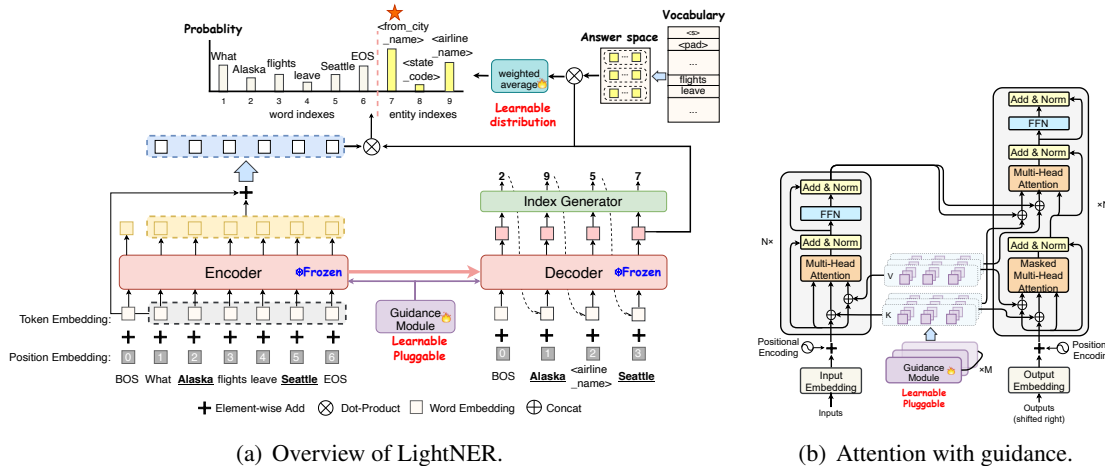 Probablity
What
Alaska
flights
leave
Seattle
EOS
<from_city
_name>
<state
_code>
<airline
_name>
1 2 3 4 5 6 7 8 9
word indexes
entity indexes
weighted
average
Learnable
distribution
Answer space
Vocabulary
<s>
<pad>
...
flights
leave
...
2 9 5 7
Index Generator
Encoder
Frozen
Decoder
Frozen
Guidance
Module
Learnable
Pluggable
Token Embedding:
Position Embedding:
0 1 2 3 4 5 6
BOS What Alaska flights leave Seattle EOS
0 1 2 3
BOS Alaska <airline
_name> Seattle
Element-wise Add
Dot-Product
Word Embedding
Concat
(a) Overview of LightNER.
Add & Norm
FFN
Add & Norm
Multi-Head
Attention
N×
Positional
Encoding
Input
Embedding
Inputs
V
K
Guidance
Module
×M
Learnable
Pluggable
Add & Norm
FFN
Add & Norm
Multi-Head
Attention
Add & Norm
Masked
Multi-Head
Attention
Output
Embedding
Outputs
(shifted right)
(b) Attention with guidance.